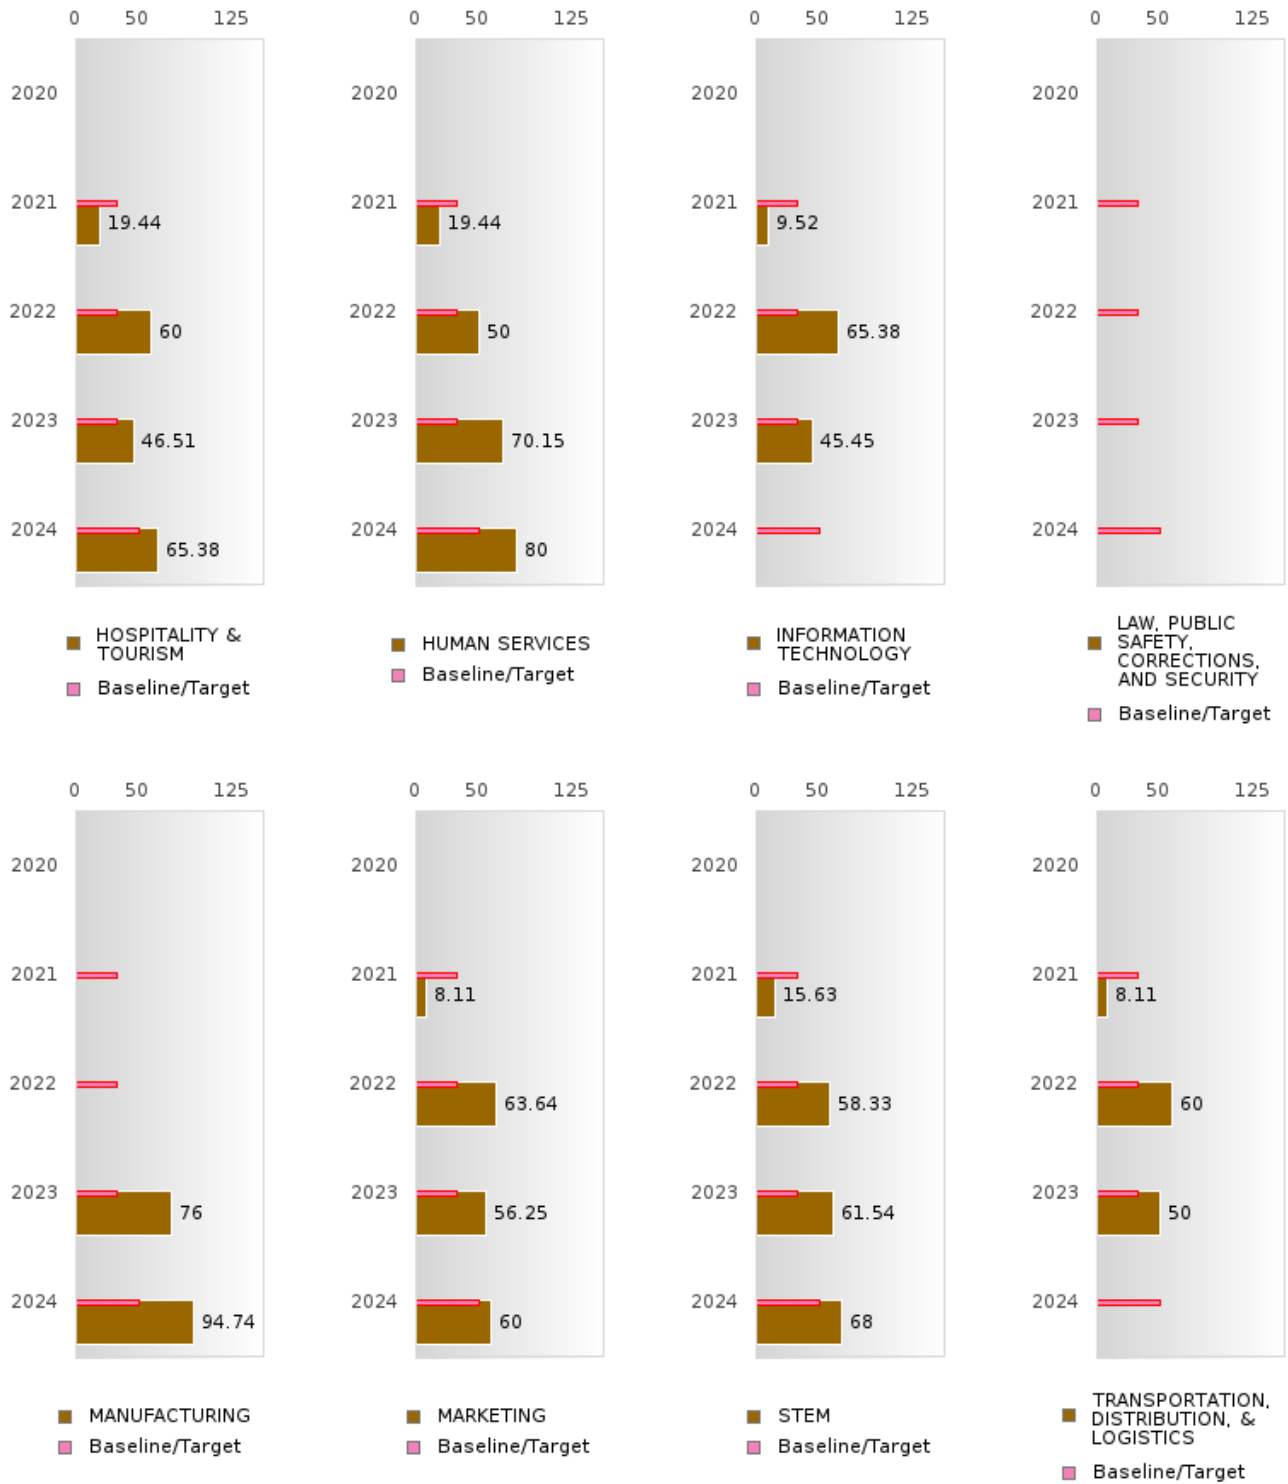 0 50 125
0 50 125
0 50 125
0 50 125
2020
2020
2020
2020
2021
2021
2021
2021
19.44
19.44
9.52
2022
2022
2022
2022
60
50
65.38
2023
2023
2023
2023
46.51
70.15
45.45
2024
2024
2024
2024
65.38
80
HOSPITALITY &
TOURISM
Baseline/Target
HUMAN SERVICES
Baseline/Target
INFORMATION
TECHNOLOGY
Baseline/Target
LAW, PUBLIC
SAFETY,
CORRECTIONS,
AND SECURITY
Baseline/Target
0 50 125
0 50 125
0 50 125
0 50 125
2020
2020
2020
2020
2021
2021
2021
2021
8.11
15.63
8.11
2022
2022
2022
2022
63.64
58.33
60
2023
2023
2023
2023
76
56.25
61.54
50
2024
2024
2024
2024
94.74
60
68
MANUFACTURING
Baseline/Target
MARKETING
Baseline/Target
STEM
Baseline/Target
TRANSPORTATION,
DISTRIBUTION, &
LOGISTICS
Baseline/Target